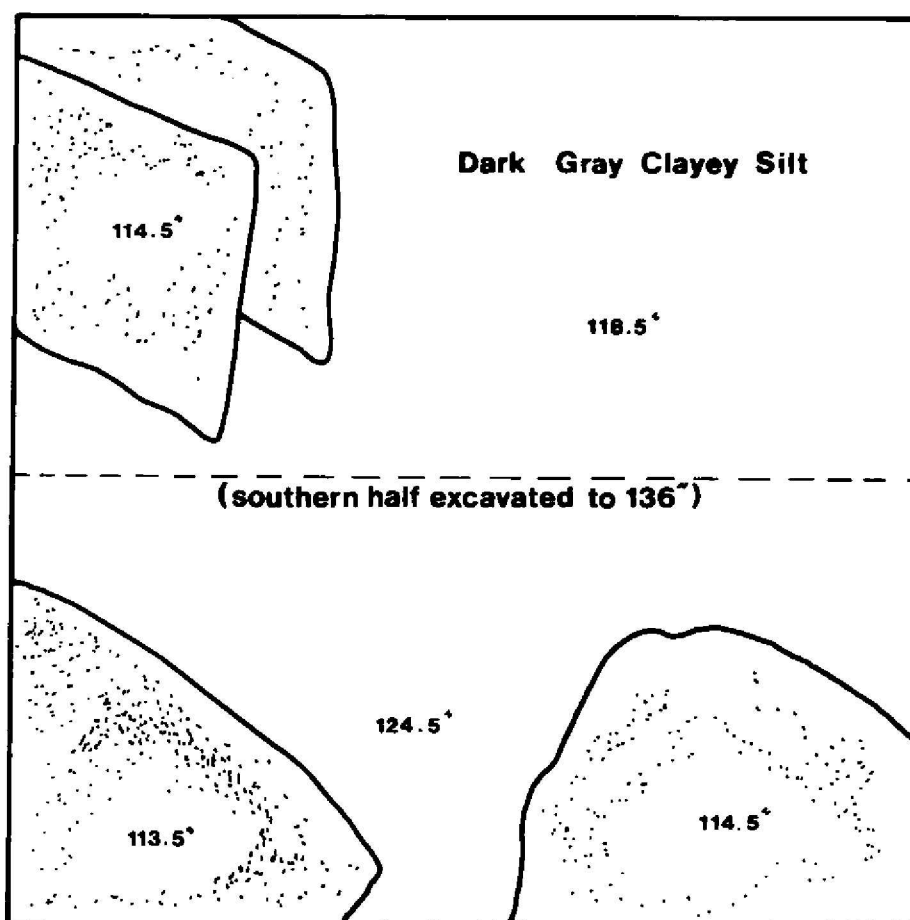 Dark Gray Clayey Silt
114.5"
118.5"
(southern half excavated to 136")
124.5"
113.5"
114.5"